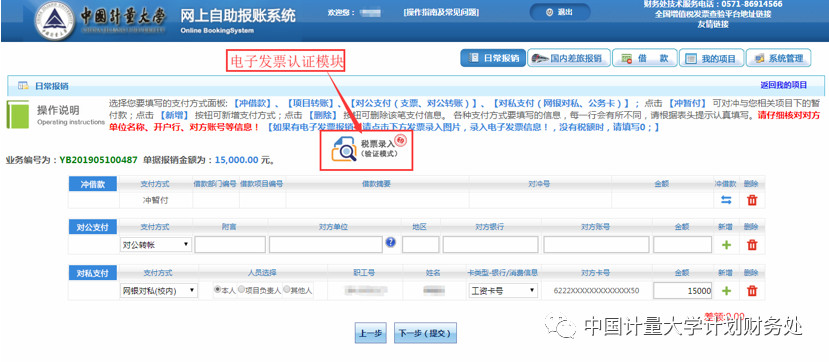 中国计量大学 网上自助报账系统
Online BookingSystem
欢迎您：
[操作指南及常见问题]
退出
财务处技术服务电话：0571-86914566
全国增值税发票查验平台地址链接
友情链接
电子发票认证模块
日常报销 国内差旅报销 借 款 我的项目 系统管理
日常报销
返回我的项目
操作说明
Operating instructions
选择您要填写的支付方式面板: 【冲借款】、【项目转账】、【对公支付（支票、对公转账）】、【对私支付（网银对私、公务卡）】; 点击 【冲暂付】 可对冲与您相关项目下的暂
付款；点击 【新增】 按钮可新增支付方式；点击 【删除】 按钮可删除该笔支付信息。 各种支付方式要填写的信息，每一行会有所不同，请根据表头提示认真填写。请仔细核对对方
单位名称、开户行、对方账号等信息！ 【如果有电子发票报销 请点击下方发票录入图片，录入电子发票信息！，没有税额时，请填写0；】
税票录入
(验证模式)
业务编号为：YB201905100487 单据报销金额为：15,000.00 元。
冲借款 支付方式 借款部门编号 借款项目编号 借款摘要 对冲号 金额 冲借款 删除
冲暂付
对公支付 支付方式 附言 对方单位 地区 对方银行 对方账号 金额 新增 删除
对公转帐
对私支付 支付方式 人员选择 职工号 姓名 卡类型-银行/消费信息 对方卡号 金额 新增 删除
网银对私(校内) 本人 项目负责人 其他人 工资卡号 6222XXXXXXXXXXXXX50 15000
差额:0.00
上一步 下一步（提交）
中国计量大学计划财务处